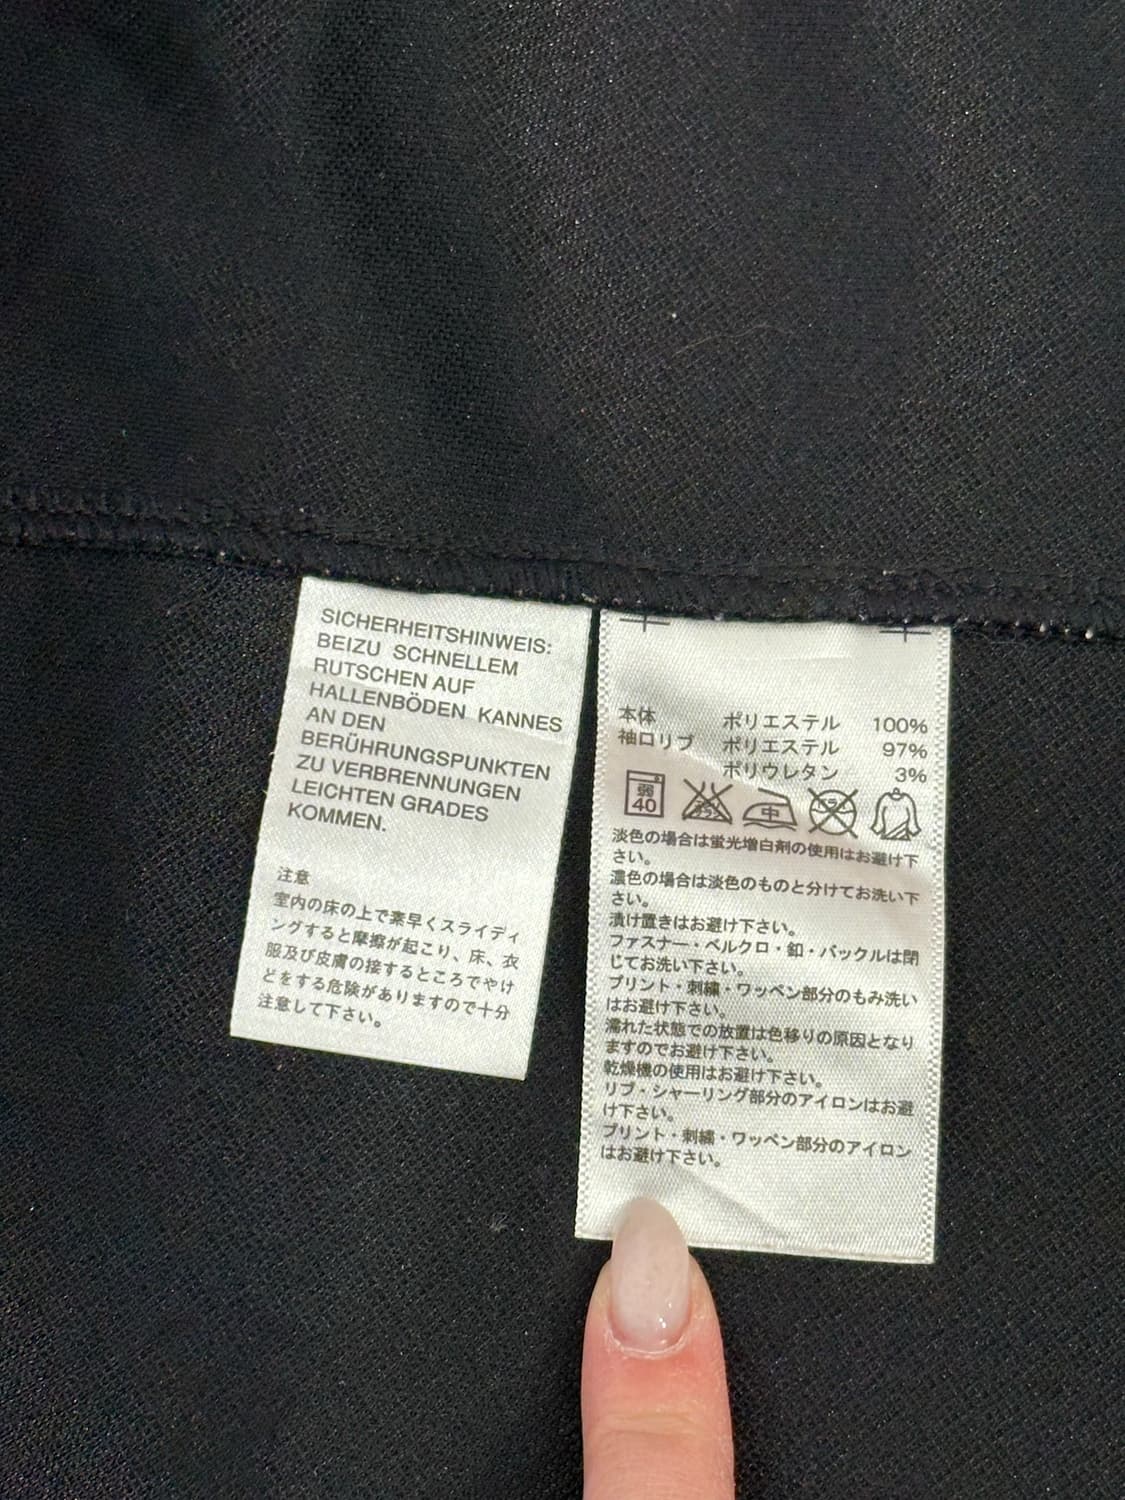 SICHERHEITSHINWEIS:
BEIZU SCHNELLEM
RUTSCHEN AUF
HALLENBÖDEN KANNES
AN DEN
BERÜHRUNGSPUNKTEN
ZU VERBRENNUNGEN
LEICHTEN GRADES
KOMMEN.
注意
室内の床の上で素早くスライディ
ングすると摩擦が起こり、床、衣
服及び皮膚の接するところでやけ
どをする危険がありますので十分
注意して下さい。
本体 ポリエステル 100%
袖口リブ ポリエステル 97%
ポリウレタン 3%
弱 40 中
淡色の場合は蛍光増白剤の使用はお避け下
さい。
濃色の場合は淡色のものと分けてお洗い下
さい。
漬け置きはお避け下さい。
ファスナー・ベルクロ・釦・バックルは閉
じてお洗い下さい。
プリント・刺繍・ワッペン部分のもみ洗い
はお避け下さい。
濡れた状態での放置は色移りの原因となり
ますのでお避け下さい。
乾燥機の使用はお避け下さい。
リブ・シャーリング部分のアイロンはお避
け下さい。
プリント・刺繍・ワッペン部分のアイロン
はお避け下さい。